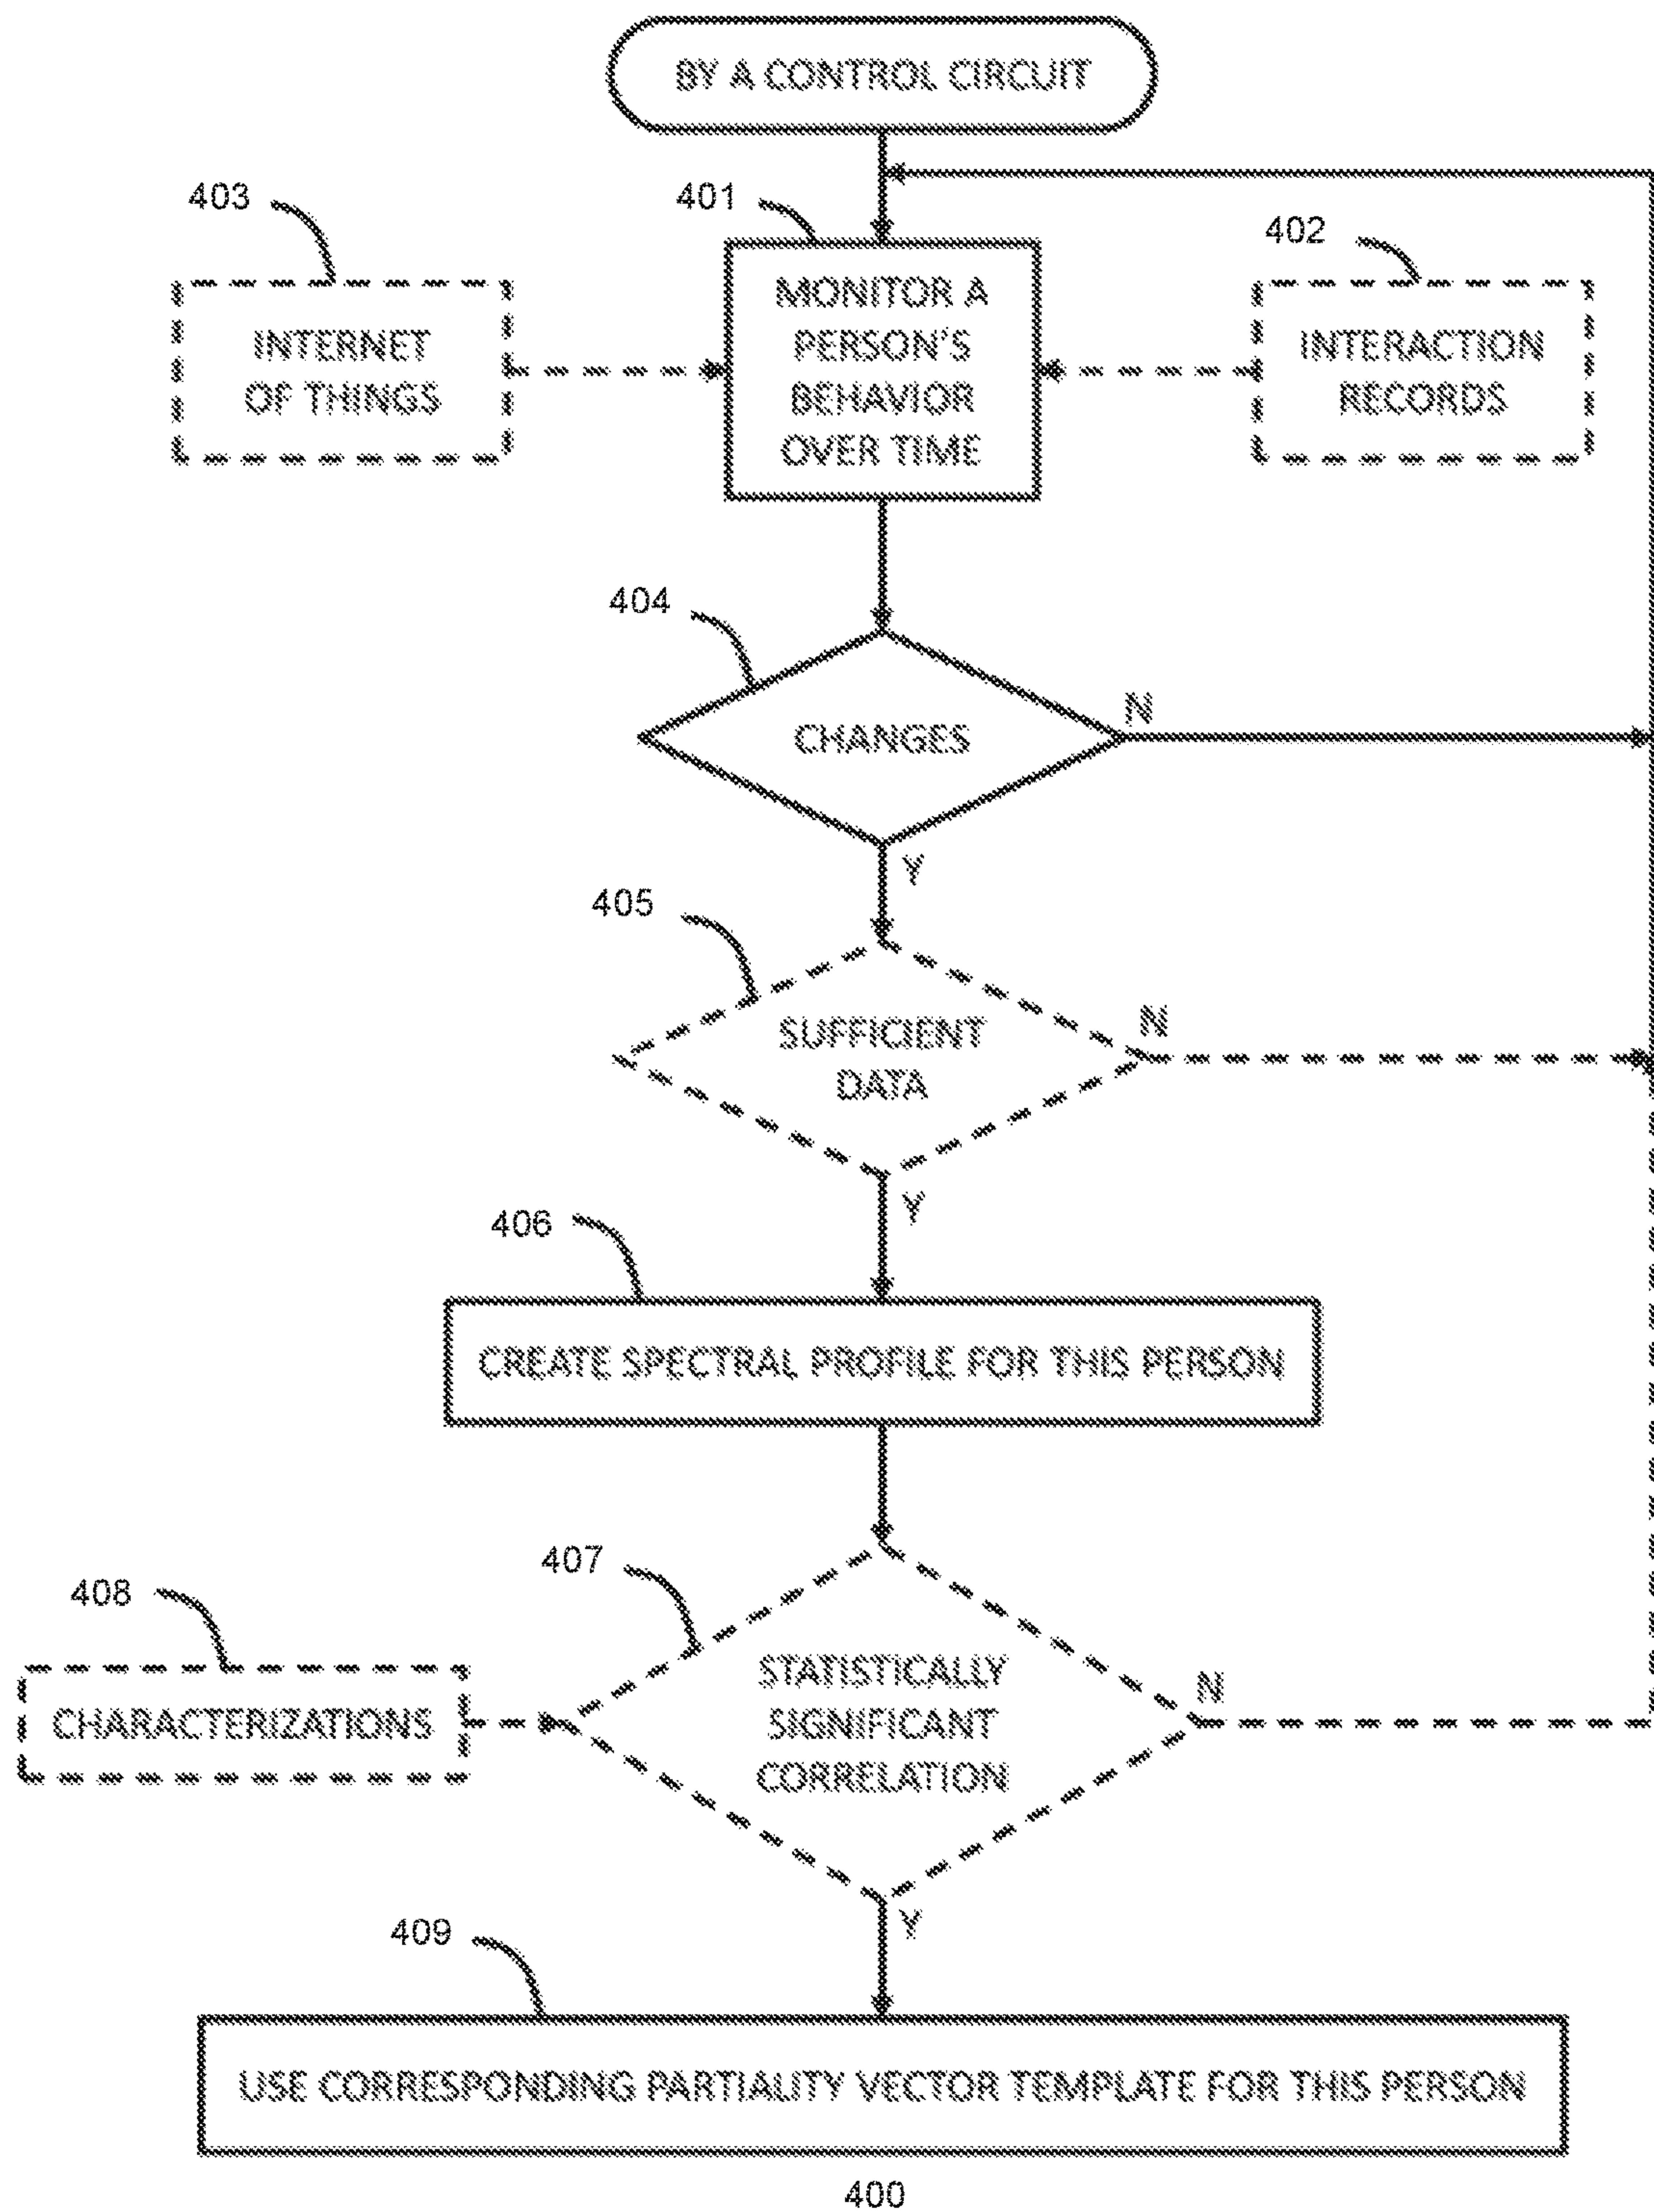 BY A CONTROL CIRCUIT
403
401
402
INTERNET
OF THINGS
MONITOR A
PERSON'S
BEHAVIOR
OVER TIME
INTERACTION
RECORDS
404
CHANGES
N
Y
405
SUFFICIENT
DATA
N
Y
406
CREATE SPECTRAL PROFILE FOR THIS PERSON
407
408
CHARACTERIZATIONS
STATISTICALLY
SIGNIFICANT
CORRELATION
N
Y
409
USE CORRESPONDING PARTIALITY VECTOR TEMPLATE FOR THIS PERSON
400